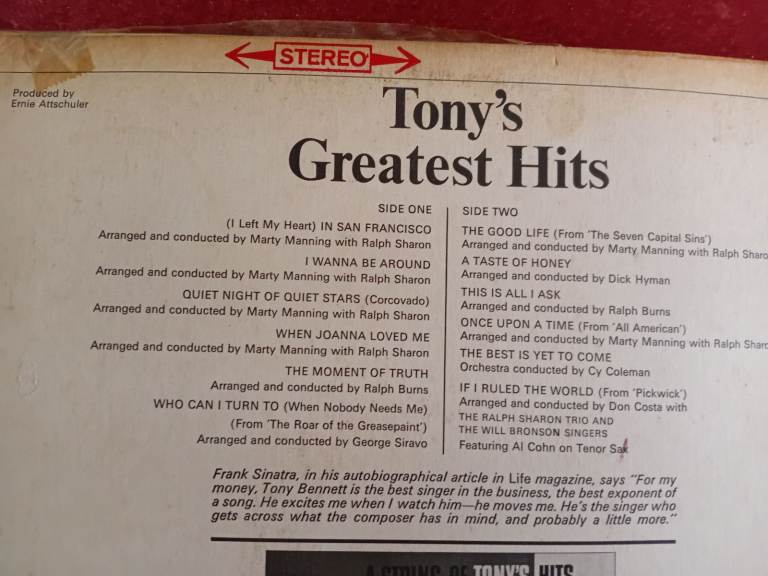 STEREO
Produced by
Ernie Attschuler
Tony's
Greatest Hits
SIDE ONE
(I Left My Heart) IN SAN FRANCISCO
Arranged and conducted by Marty Manning with Ralph Sharon
I WANNA BE AROUND
Arranged and conducted by Marty Manning with Ralph Sharon
QUIET NIGHT OF QUIET STARS (Corcovado)
Arranged and conducted by Marty Manning with Ralph Sharon
WHEN JOANNA LOVED ME
Arranged and conducted by Marty Manning with Ralph Sharon
THE MOMENT OF TRUTH
Arranged and conducted by Ralph Burns
WHO CAN I TURN TO (When Nobody Needs Me)
(From 'The Roar of the Greasepaint')
Arranged and conducted by George Siravo
SIDE TWO
THE GOOD LIFE (From 'The Seven Capital Sins')
Arranged and conducted by Marty Manning with Ralph Sharo
A TASTE OF HONEY
Arranged and conducted by Dick Hyman
THIS IS ALL I ASK
Arranged and conducted by Ralph Burns
ONCE UPON A TIME (From 'All American')
Arranged and conducted by Marty Manning with Ralph Sharo
THE BEST IS YET TO COME
Orchestra conducted by Cy Coleman
IF I RULED THE WORLD (From 'Pickwick')
Arranged and conducted by Don Costa with
THE RALPH SHARON TRIO AND
THE WILL BRONSON SINGERS
Featuring Al Cohn on Tenor Sax
Frank Sinatra, in his autobiographical article in Life magazine, says "For my
money, Tony Bennett is the best singer in the business, the best exponent of
a song. He excites me when I watch him—he moves me. He's the singer who
gets across what the composer has in mind, and probably a little more."
A STRING OF TONY'S HITS